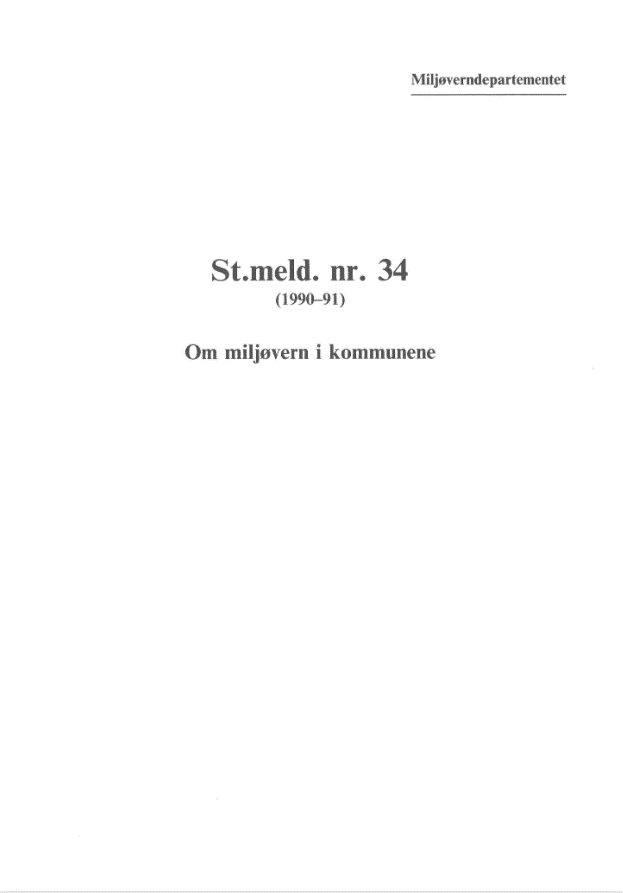 Miljøverndepartementet
St.meld. nr. 34
(1990–91)
Om miljøvern i kommunene